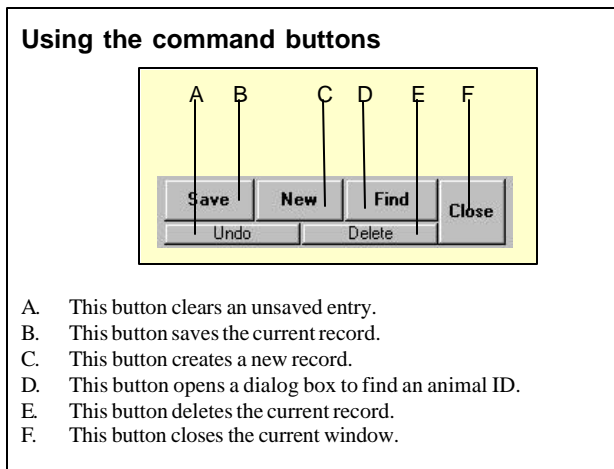 Using the command buttons
A B C D E F
Save New Find Close
Undo Delete
A. This button clears an unsaved entry.
B. This button saves the current record.
C. This button creates a new record.
D. This button opens a dialog box to find an animal ID.
E. This button deletes the current record.
F. This button closes the current window.